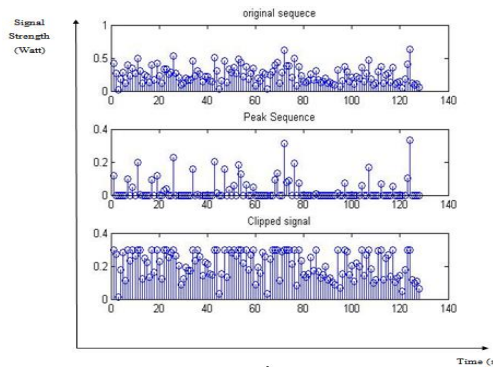 original sequece
Signal
Strength
(Watt)
1
0.5
0
0 20 40 60 80 100 120 140
Peak Sequence
0.4
0.2
0
0 20 40 60 80 100 120 140
Clipped signal
0.4
0.2
0
0 20 40 60 80 100 120 140
Time (s